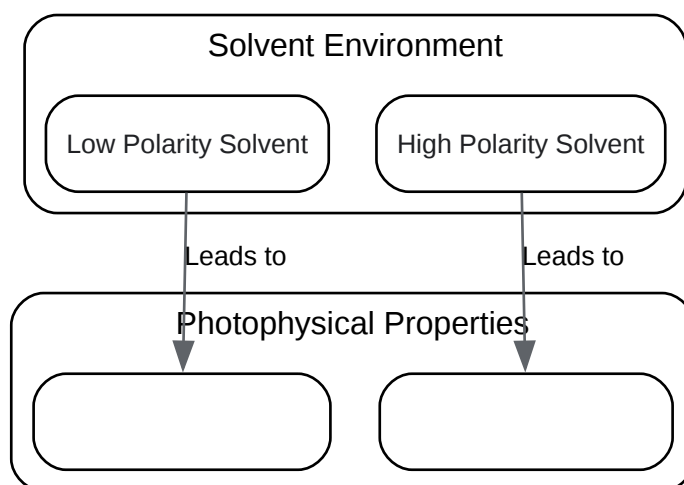 Solvent Environment
Low Polarity Solvent
High Polarity Solvent
Leads to
Leads to
Photophysical Properties